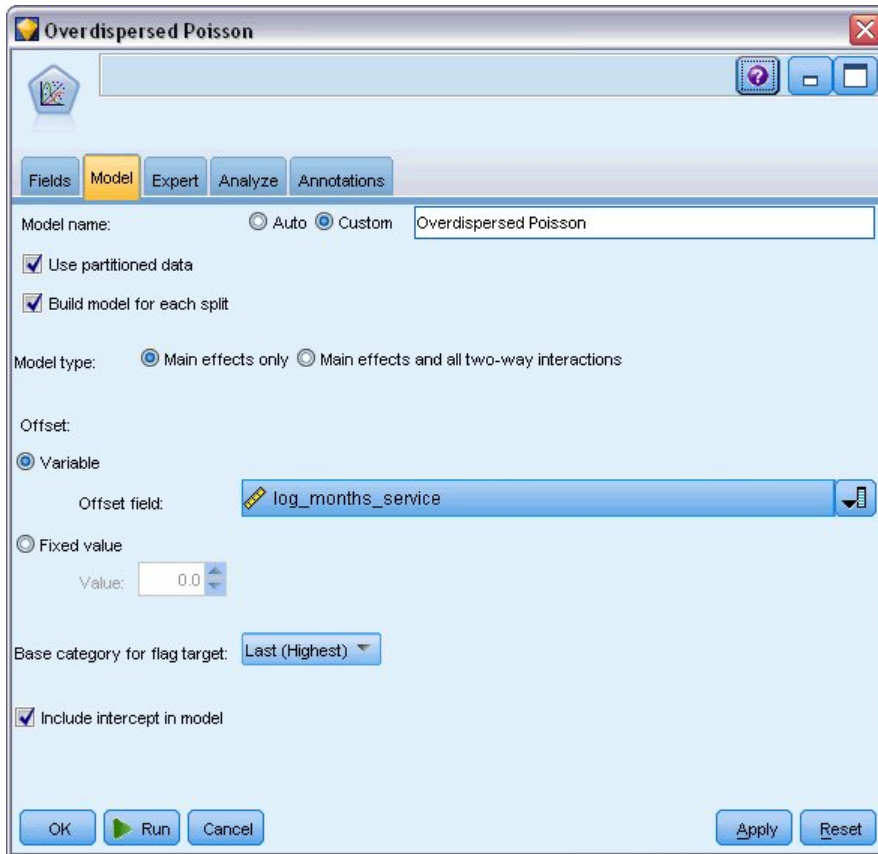 Overdispersed Poisson
Fields Model Expert Analyze Annotations
Model name: Auto Custom Overdispersed Poisson
Use partitioned data
Build model for each split
Model type: Main effects only Main effects and all two-way interactions
Offset:
Variable
Offset field: log_months_service
Fixed value
Value: 0.0
Base category for flag target: Last (Highest)
Include intercept in model
OK Run Cancel Apply Reset